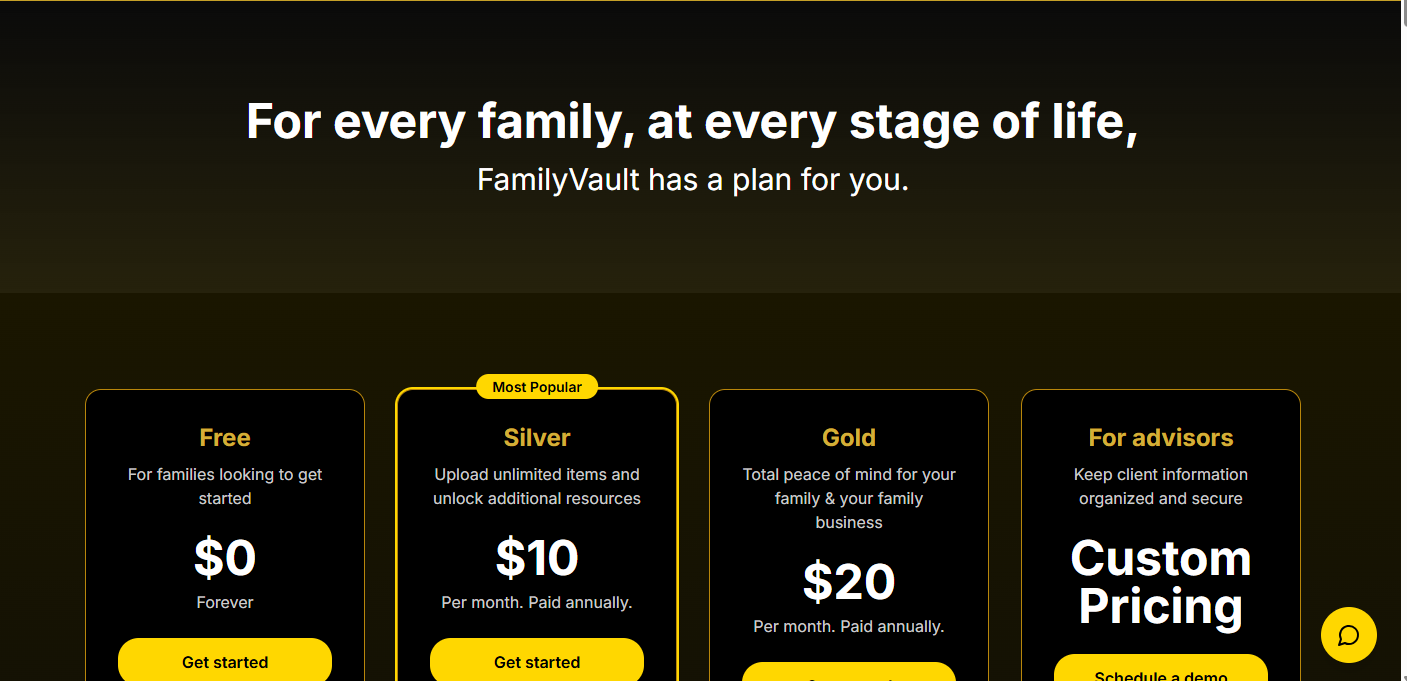 For every family, at every stage of life,
FamilyVault has a plan for you.
Free
For families looking to get
started
$0
Forever
Get started
Most Popular
Silver
Upload unlimited items and
unlock additional resources
$10
Per month. Paid annually.
Get started
Gold
Total peace of mind for your
family & your family
business
$20
Per month. Paid annually.
For advisors
Keep client information
organized and secure
Custom
Pricing
Schedule a demo